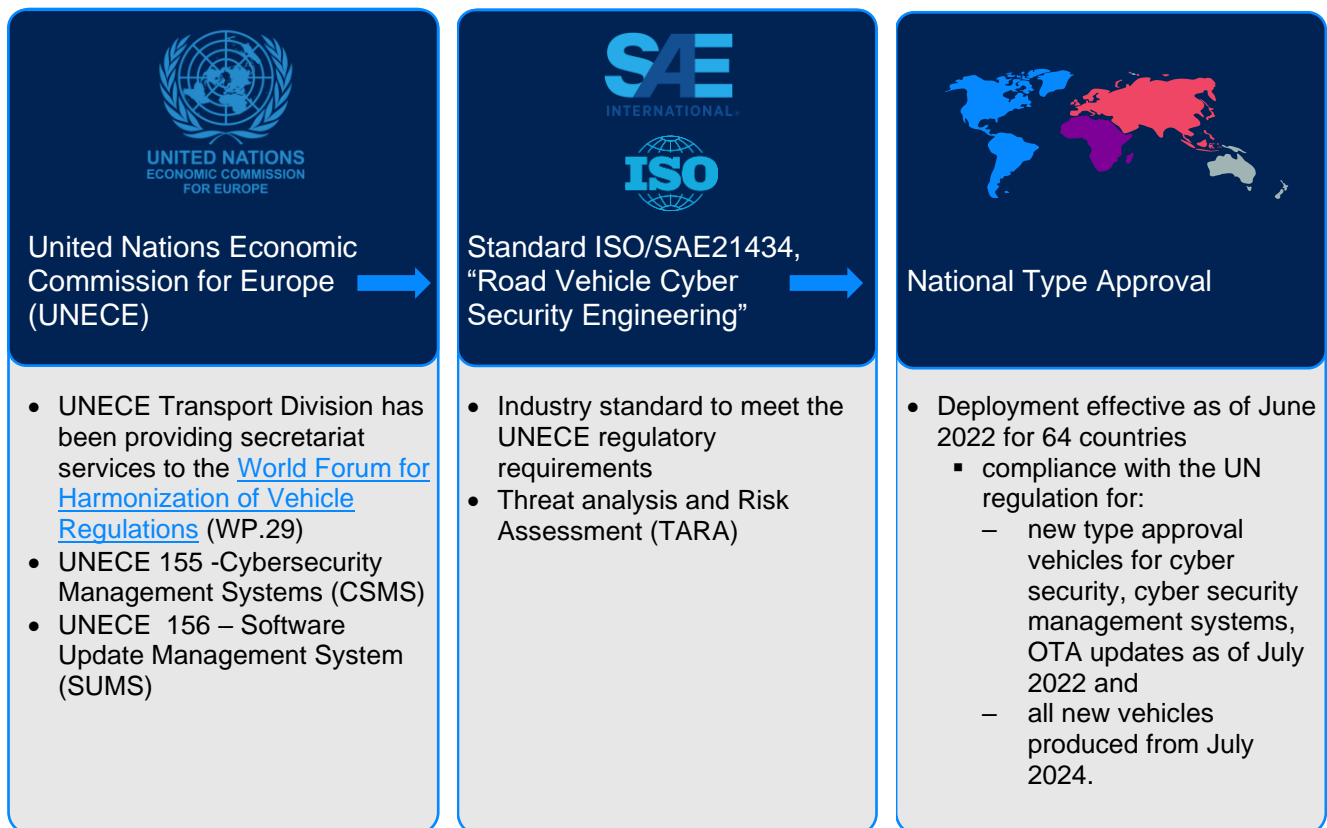 UNITED NATIONS
ECONOMIC COMMISSION
FOR EUROPE
United Nations Economic
Commission for Europe
(UNECE)
• UNECE Transport Division has
been providing secretariat
services to the World Forum for
Harmonization of Vehicle
Regulations (WP.29)
• UNECE 155 -Cybersecurity
Management Systems (CSMS)
• UNECE  156 – Software
Update Management System
(SUMS)
SAE
INTERNATIONAL®
ISO
Standard ISO/SAE21434,
“Road Vehicle Cyber
Security Engineering”
• Industry standard to meet the
UNECE regulatory
requirements
• Threat analysis and Risk
Assessment (TARA)
National Type Approval
• Deployment effective as of June
2022 for 64 countries
▪ compliance with the UN
regulation for:
– new type approval
vehicles for cyber
security, cyber security
management systems,
OTA updates as of July
2022 and
– all new vehicles
produced from July
2024.